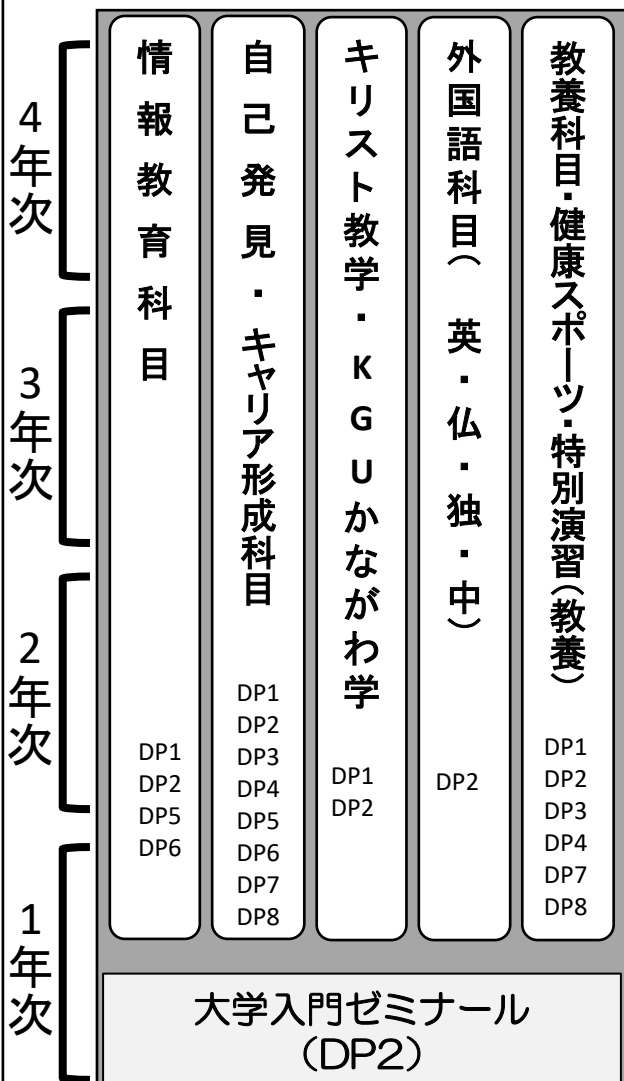 4年次
3年次
2年次
1年次
情報教育科目
DP1
DP2
DP5
DP6
自己発見・キャリア形成科目
DP1
DP2
DP3
DP4
DP5
DP6
DP7
DP8
キリスト教学・KGUかながわ学
DP1
DP2
外国語科目(英・仏・独・中)
DP2
教養科目・健康スポーツ・特別演習(教養)
DP1
DP2
DP3
DP4
DP7
DP8
大学入門ゼミナール
(DP2)